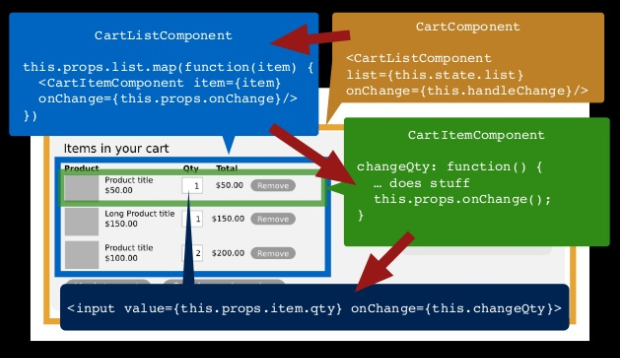 CartListComponent
this.props.list.map(function(item) {
<CartItemComponent item={item}
onChange={this.props.onChange}/>
})
CartComponent
<CartListComponent
list={this.state.list}
onChange={this.handleChange}/>
CartItemComponent
changeQty: function() {
… does stuff
this.props.onChange();
}
Items in your cart
Product Qty Total
Product title
$50.00
1 $50.00 Remove
Long Product title
$150.00
1 $150.00 Remove
Product title
$100.00
2 $200.00 Remove
<input value={this.props.item.qty} onChange={this.changeQty}>